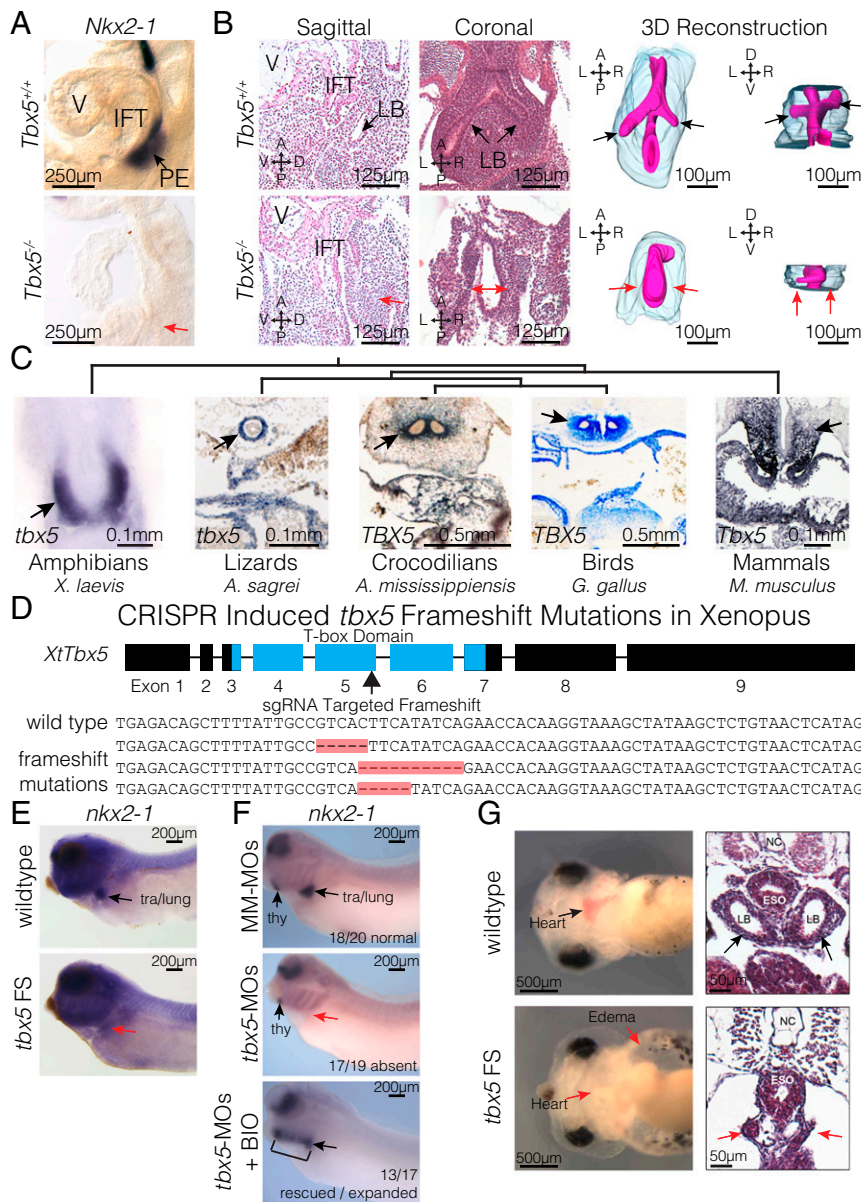 A
Nkx2-1
Tbx5+/+
V
IFT
PE
250µm
Tbx5-/-
250µm
B
Sagittal
Coronal
3D Reconstruction
Tbx5+/+
V
IFT
LB
A
V D
P
125µm
LB
A
L R
P
125µm
A
L R
P
100µm
D
L R
V
100µm
Tbx5-/-
V
IFT
A
V D
P
125µm
A
L R
P
125µm
A
L R
P
100µm
D
L R
V
100µm
C
tbx5
0.1mm
Amphibians
X. laevis
tbx5
0.1mm
Lizards
A. sagrei
TBX5
0.5mm
Crocodilians
A. mississippiensis
TBX5
0.5mm
Birds
G. gallus
Tbx5
0.1mm
Mammals
M. musculus
D
CRISPR Induced tbx5 Frameshift Mutations in Xenopus
T-box Domain
XtTbx5
Exon 1 2 3 4 5 6 7 8 9
sgRNA Targeted Frameshift
wild type TGAGACAGCTTTTATTGCCGTCACTTCATATCAGAACCACAAGGTAAAGCTATAAGCTCTGTAACTCATAG
frameshift mutations
TGAGACAGCTTTTATTGCC-----TTCATATCAGAACCACAAGGTAAAGCTATAAGCTCTGTAACTCATAG
TGAGACAGCTTTTATTGCCGTCA----------GAACCACAAGGTAAAGCTATAAGCTCTGTAACTCATAG
TGAGACAGCTTTTATTGCCGTCA-----TATCAGAACCACAAGGTAAAGCTATAAGCTCTGTAACTCATAG
E
nkx2-1
wildtype
200µm
tra/lung
tbx5 FS
200µm
F
nkx2-1
MM-MOs
200µm
thy
tra/lung
18/20 normal
tbx5-MOs
200µm
thy
17/19 absent
tbx5-MOs
+ BIO
200µm
13/17
rescued / expanded
G
wildtype
Heart
500µm
NC
ESO
LB
LB
50µm
tbx5 FS
Edema
Heart
500µm
NC
ESO
50µm